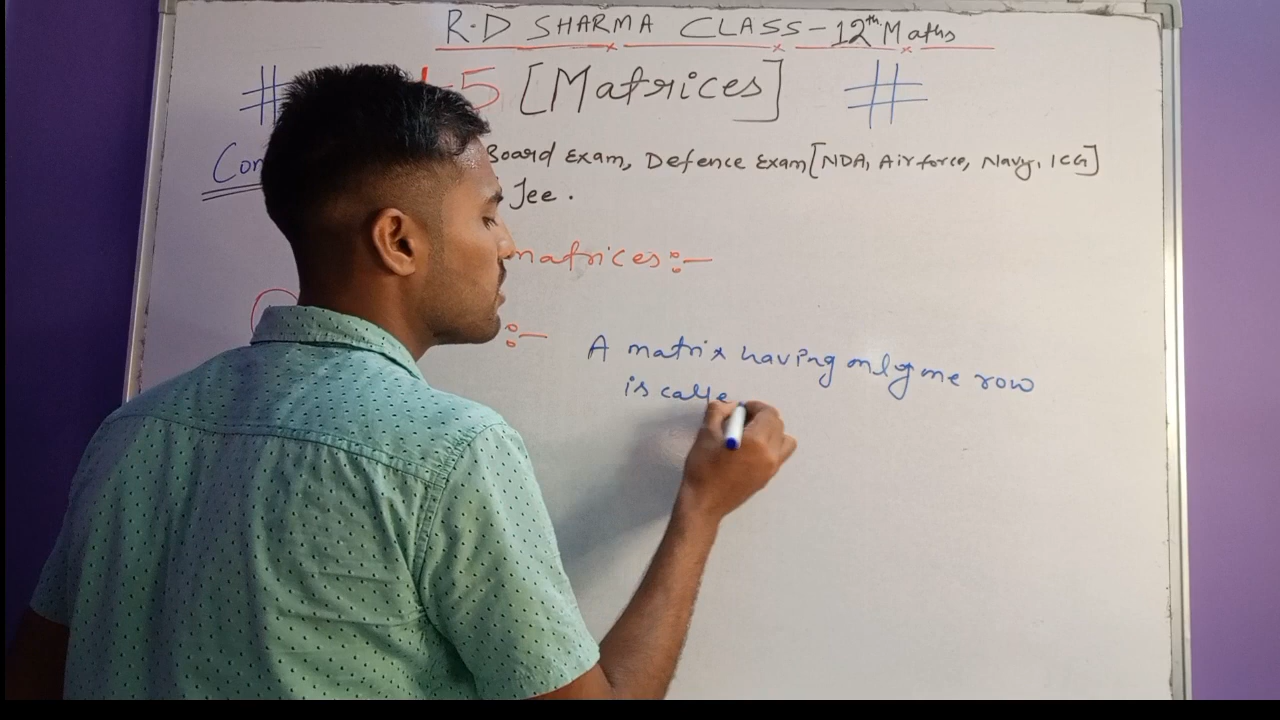 R.D SHARMA CLASS-12th Maths
# -5 [Matrices] #
Board Exam, Defence Exam [NDA, Airforce, Navy, ICG]
Jee.
matrices :-
:-
A matrix having only one row
is calle